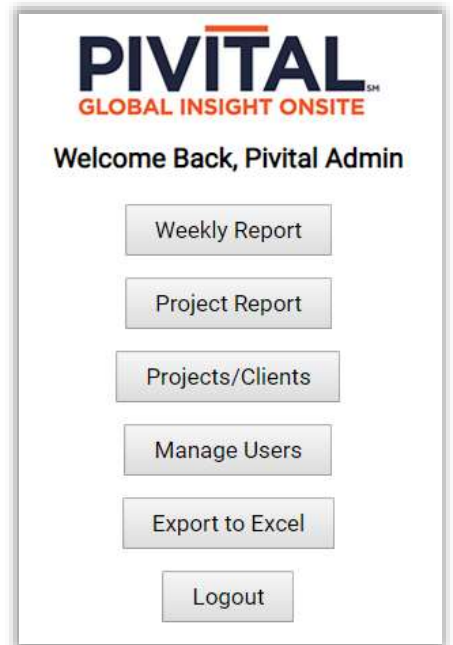 PIVITAL SM
GLOBAL INSIGHT ONSITE
Welcome Back, Pivital Admin
Weekly Report
Project Report
Projects/Clients
Manage Users
Export to Excel
Logout